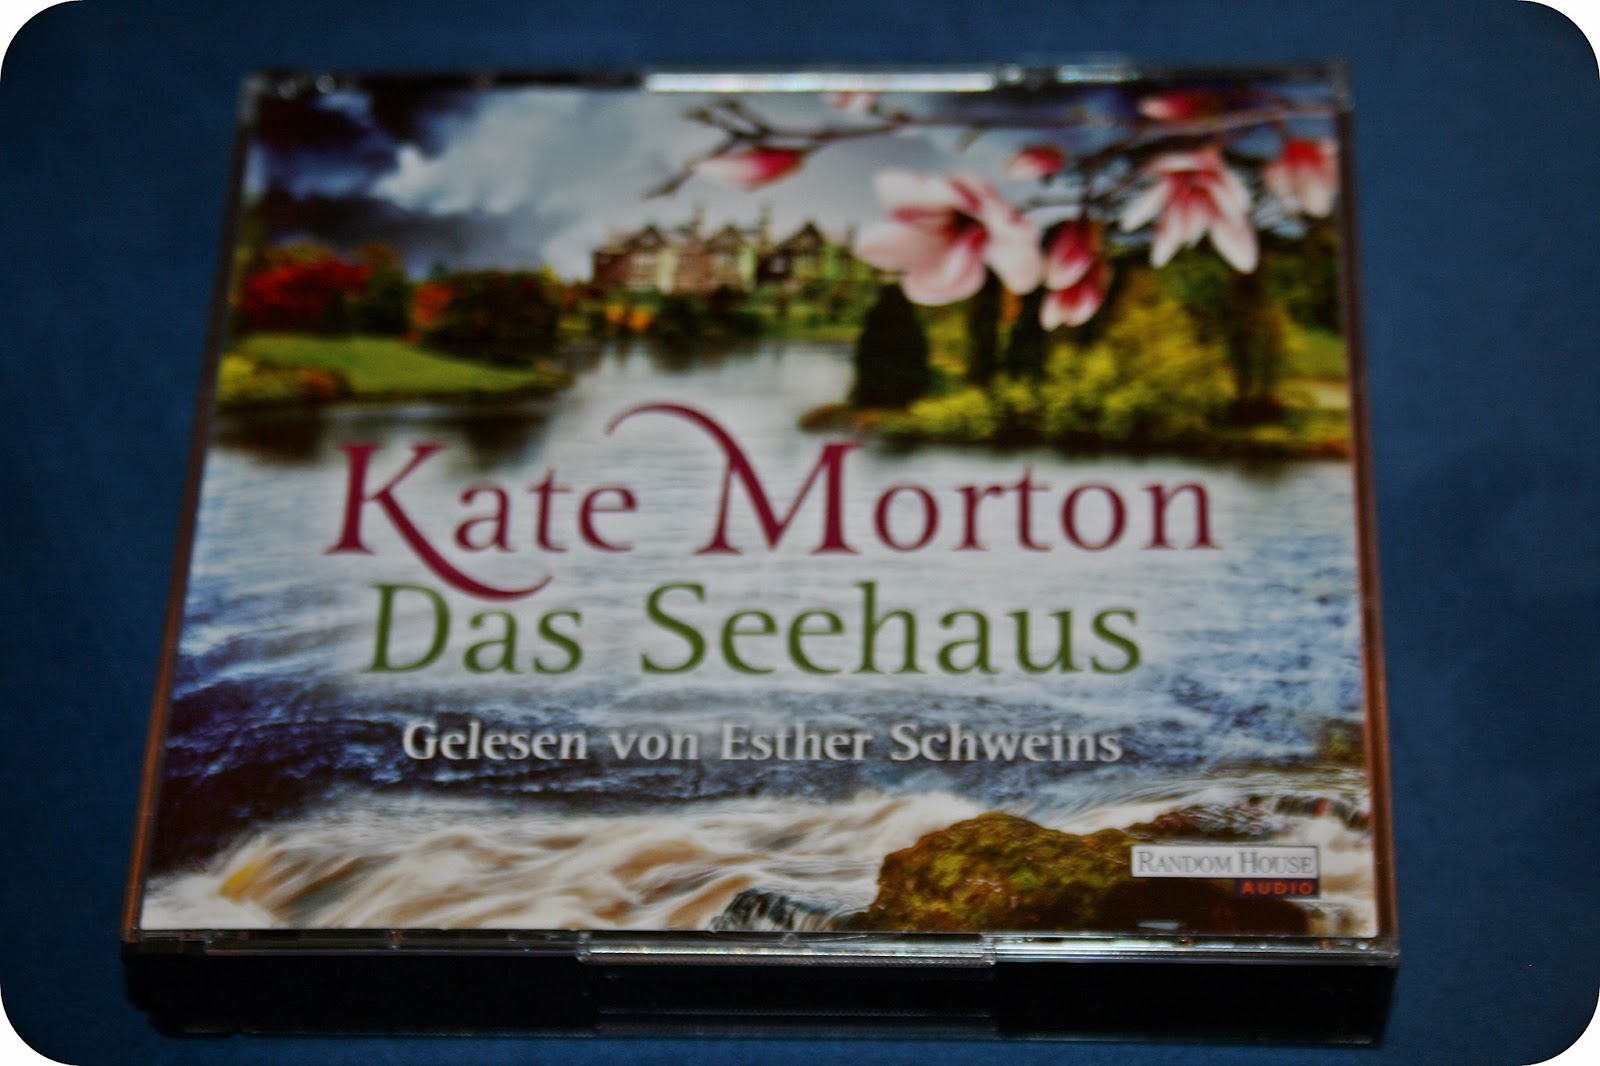 Kate Morton
Das Seehaus
Gelesen von Esther Schweins
RANDOM HOUSE
AUDIO